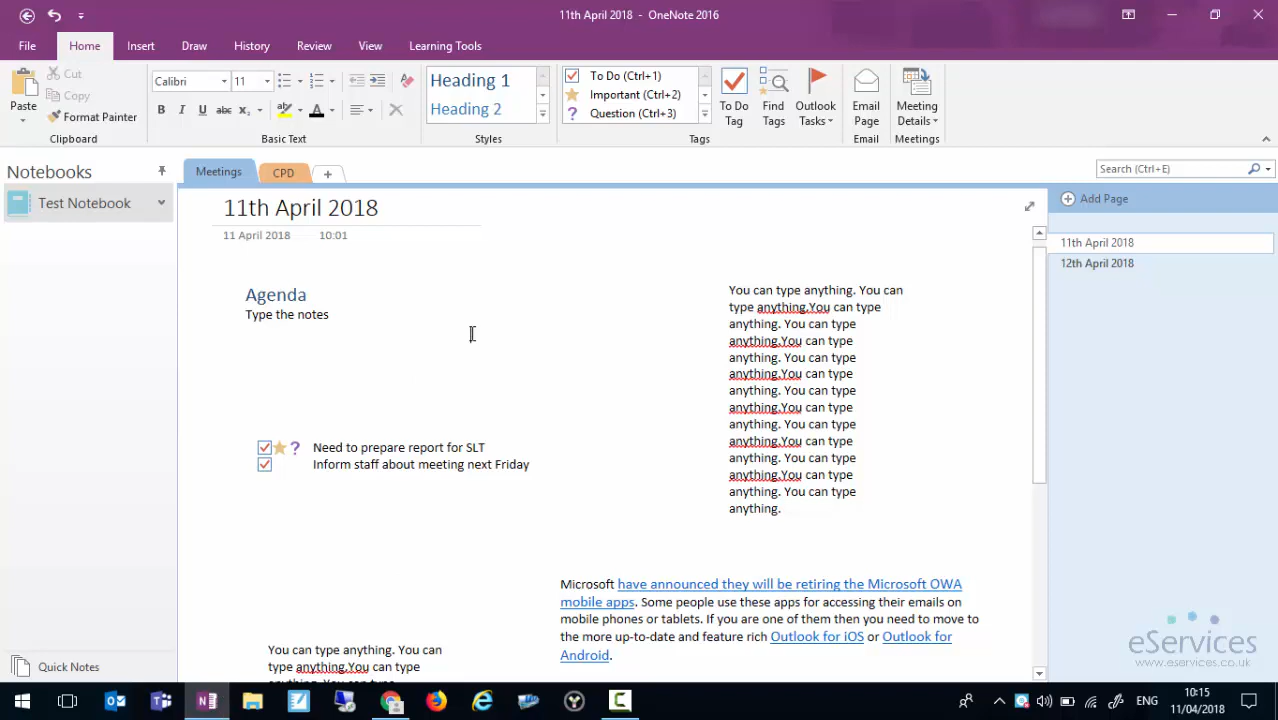 11th April 2018 - OneNote 2016
File Home Insert Draw History Review View Learning Tools
Paste
Cut
Copy
Format Painter
Clipboard
Calibri 11
B I U abc x₂
Basic Text
Heading 1
Heading 2
Styles
To Do (Ctrl+1)
Important (Ctrl+2)
Question (Ctrl+3)
Tags
To Do Tag
Find Tags
Outlook Tasks
Email Page
Email
Meeting Details
Meetings
Notebooks
Test Notebook
Quick Notes
Meetings CPD
Search (Ctrl+E)
11th April 2018
11 April 2018 10:01
Agenda
Type the notes
Need to prepare report for SLT
Inform staff about meeting next Friday
You can type anything. You can
type anything.You can type
anything. You can type
anything.You can type
anything. You can type
anything.You can type
anything. You can type
anything.You can type
anything. You can type
anything.You can type
anything. You can type
anything.You can type
anything. You can type
anything.
Microsoft have announced they will be retiring the Microsoft OWA
mobile apps. Some people use these apps for accessing their emails on
mobile phones or tablets. If you are one of them then you need to move to
the more up-to-date and feature rich Outlook for iOS or Outlook for
Android.
You can type anything. You can
type anything.You can type
Add Page
11th April 2018
12th April 2018
eServices
www.eservices.co.uk
ENG
10:15
11/04/2018